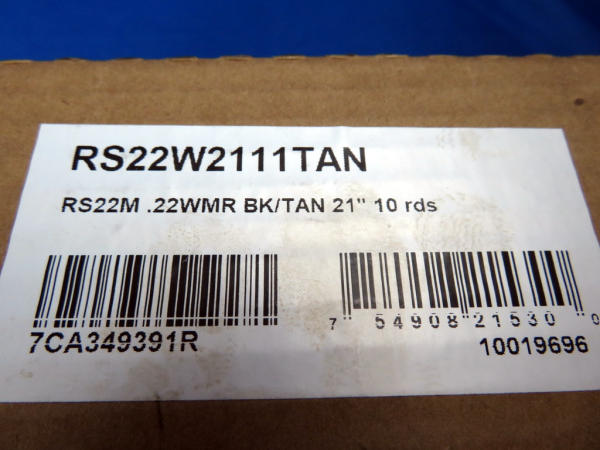 RS22W2111TAN
RS22M .22WMR BK/TAN 21" 10 rds
7 54908 21530 0
7CA349391R
10019696